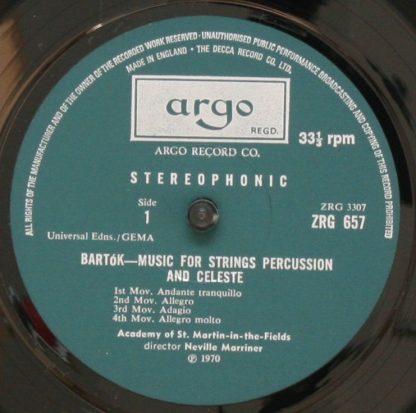 ALL RIGHTS OF THE MANUFACTURER AND OF THE OWNER OF THE RECORDED WORK RESERVED · UNAUTHORISED PUBLIC PERFORMANCE BROADCASTING AND COPYING OF THIS RECORD PROHIBITED
MADE IN ENGLAND · THE DECCA RECORD CO. LTD.
argo
REGD.
33⅓ rpm
ARGO RECORD CO.
STEREOPHONIC
Side
1
ZRG 3307
ZRG 657
Universal Edns./GEMA
BARTóK—MUSIC FOR STRINGS PERCUSSION
AND CELESTE
1st Mov. Andante tranquillo
2nd Mov. Allegro
3rd Mov. Adagio
4th Mov. Allegro molto
Academy of St. Martin-in-the-Fields
director Neville Marriner
℗ 1970